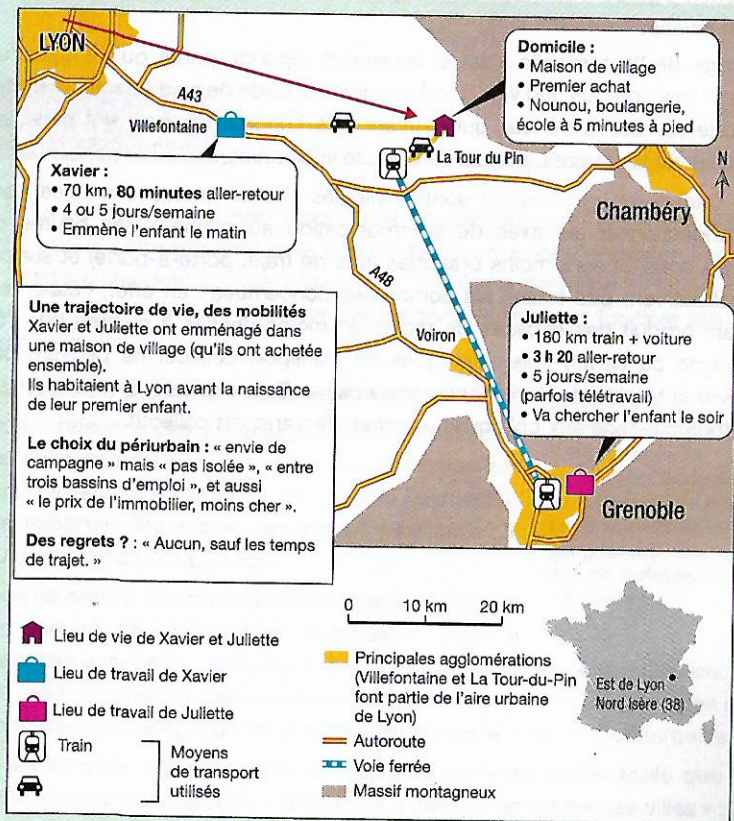 LYON
A43
Villefontaine
Domicile :
• Maison de village
• Premier achat
• Nounou, boulangerie,
école à 5 minutes à pied
La Tour du Pin
N
Xavier :
• 70 km, 80 minutes aller-retour
• 4 ou 5 jours/semaine
• Emmène l'enfant le matin
Chambéry
A48
Voiron
Une trajectoire de vie, des mobilités
Xavier et Juliette ont emménagé dans
une maison de village (qu'ils ont achetée
ensemble).
Ils habitaient à Lyon avant la naissance
de leur premier enfant.
Le choix du périurbain : « envie de
campagne » mais « pas isolée », « entre
trois bassins d'emploi », et aussi
« le prix de l'immobilier, moins cher ».
Des regrets ? : « Aucun, sauf les temps
de trajet. »
Juliette :
• 180 km train + voiture
• 3 h 20 aller-retour
• 5 jours/semaine
(parfois télétravail)
• Va chercher l'enfant le soir
Grenoble
0 10 km 20 km
Lieu de vie de Xavier et Juliette
Lieu de travail de Xavier
Lieu de travail de Juliette
Train
Moyens
de transport
utilisés
Principales agglomérations
(Villefontaine et La Tour-du-Pin
font partie de l'aire urbaine
de Lyon)
Autoroute
Voie ferrée
Massif montagneux
Est de Lyon
Nord Isère (38)